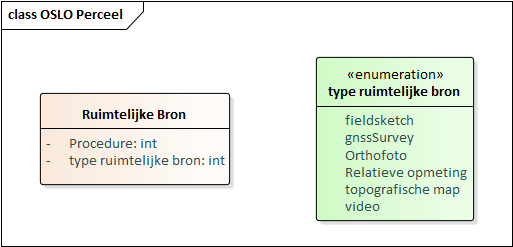 class OSLO Perceel
Ruimtelijke Bron
- Procedure: int
- type ruimtelijke bron: int
«enumeration»
type ruimtelijke bron
fieldsketch
gnssSurvey
Orthofoto
Relatieve opmeting
topografische map
video